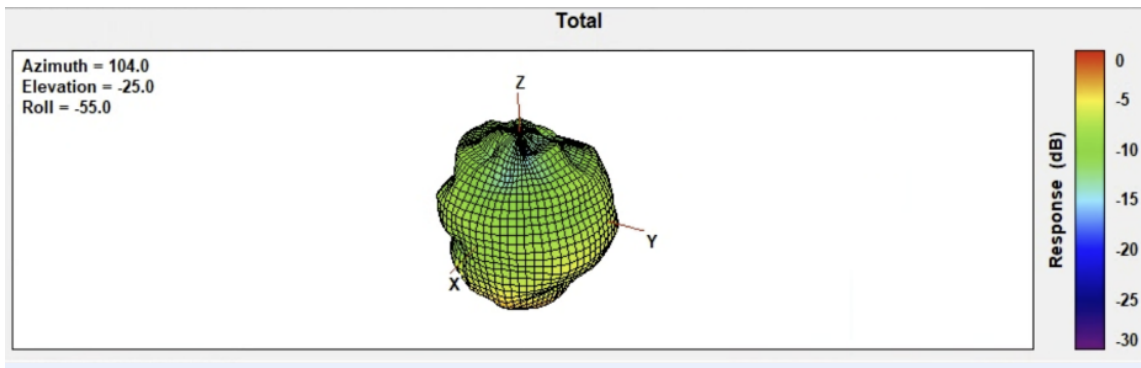 Total
Azimuth = 104.0
Elevation = -25.0
Roll = -55.0
Z
Y
X
Response (dB)
0
-5
-10
-15
-20
-25
-30